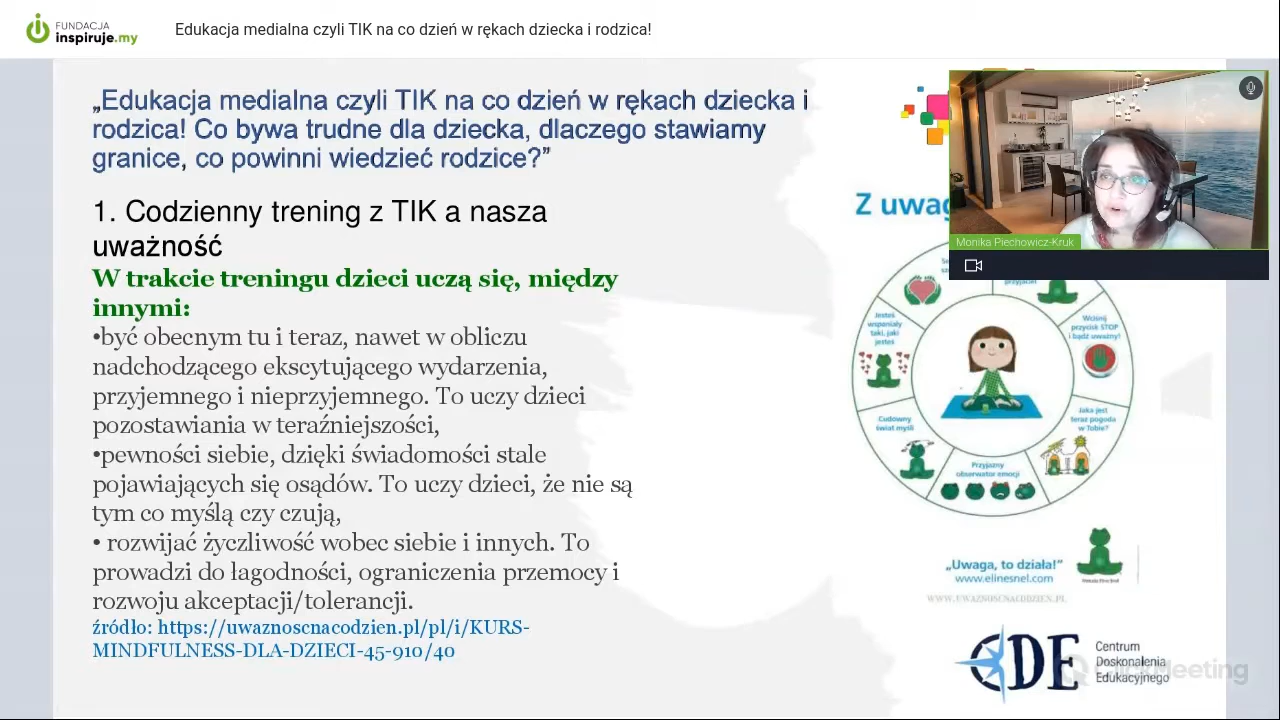 FUNDACJA
inspiruje.my
Edukacja medialna czyli TIK na co dzień w rękach dziecka i rodzica!
„Edukacja medialna czyli TIK na co dzień w rękach dziecka i
rodzica! Co bywa trudne dla dziecka, dlaczego stawiamy
granice, co powinni wiedzieć rodzice?”
1. Codzienny trening z TIK a nasza
uważność
W trakcie treningu dzieci uczą się, między
innymi:
•być obecnym tu i teraz, nawet w obliczu
nadchodzącego ekscytującego wydarzenia,
przyjemnego i nieprzyjemnego. To uczy dzieci
pozostawiania w teraźniejszości,
•pewności siebie, dzięki świadomości stale
pojawiających się osądów. To uczy dzieci, że nie są
tym co myślą czy czują,
• rozwijać życzliwość wobec siebie i innych. To
prowadzi do łagodności, ograniczenia przemocy i
rozwoju akceptacji/tolerancji.
źródło: https://uwaznoscnacodzien.pl/pl/i/KURS-
MINDFULNESS-DLA-DZIECI-45-910/40
Monika Piechowicz-Kruk
Z uwag
przyjaciel
Jesteś
wspaniały
taki, jaki
jesteś
Wciśnij
przycisk STOP
i bądź uważny!
Cudowny
świat myśli
Jaka jest
teraz pogoda
w Tobie?
Przyjazny
obserwator emocji
„Uwaga, to działa!”
www.elinesnel.com
WWW.UWAZNOSCNACODZIEN.PL
CDE
Centrum
Doskonalenia
Edukacyjnego
ClickMeeting